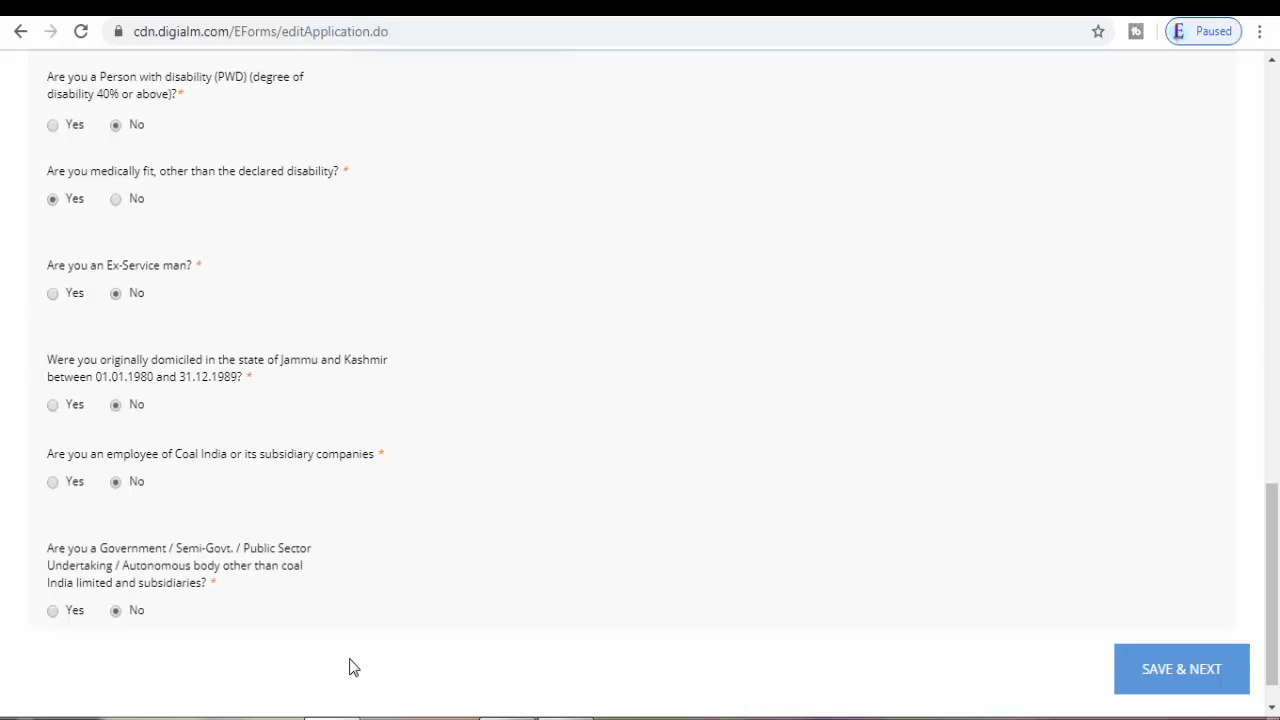 cdn.digialm.com/EForms/editApplication.do
E Paused
Are you a Person with disability (PWD) (degree of
disability 40% or above)?*
Yes No
Are you medically fit, other than the declared disability? *
Yes No
Are you an Ex-Service man? *
Yes No
Were you originally domiciled in the state of Jammu and Kashmir
between 01.01.1980 and 31.12.1989? *
Yes No
Are you an employee of Coal India or its subsidiary companies *
Yes No
Are you a Government / Semi-Govt. / Public Sector
Undertaking / Autonomous body other than coal
India limited and subsidiaries? *
Yes No
SAVE & NEXT